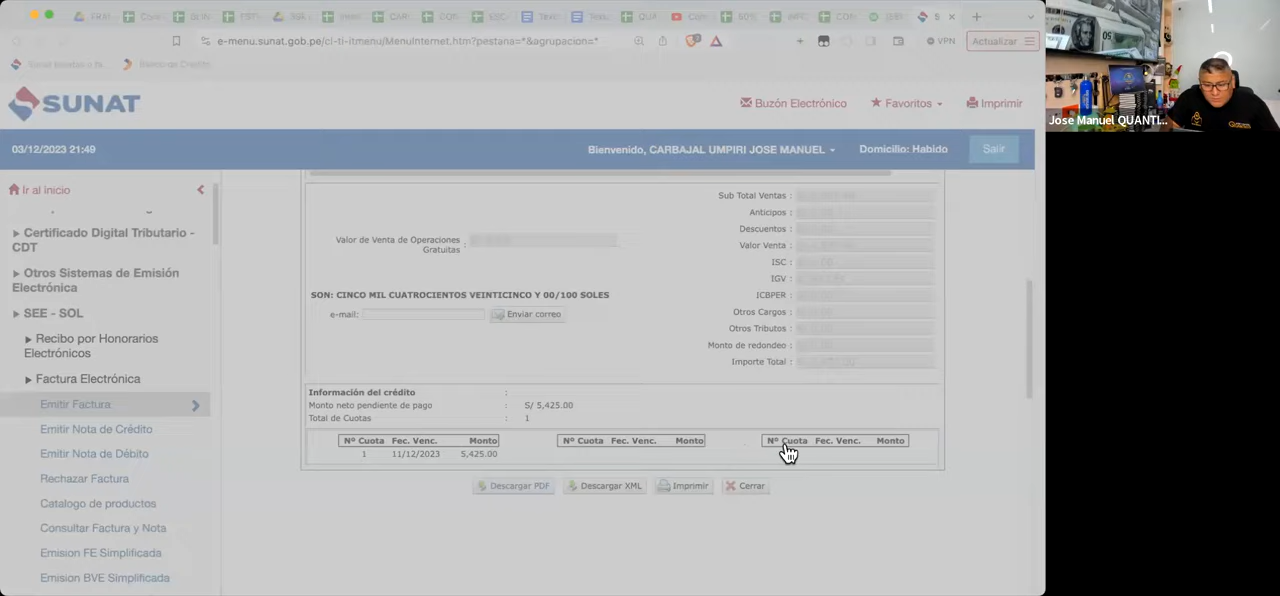 e-menu.sunat.gob.pe/cl-ti-itmenu/MenuInternet.htm?pestana=*&agrupacion=*
VPN
Actualizar
SUNAT
Buzón Electrónico
Favoritos
Imprimir
03/12/2023 21:49
Bienvenido, CARBAJAL UMPIRI JOSE MANUEL
Domicilio: Habido
Salir
Ir al Inicio
Certificado Digital Tributario -
CDT
Otros Sistemas de Emisión
Electrónica
SEE - SOL
Recibo por Honorarios
Electrónicos
Factura Electrónica
Emitir Factura
Emitir Nota de Crédito
Emitir Nota de Débito
Rechazar Factura
Catalogo de productos
Consultar Factura y Nota
Emision FE Simplificada
Emision BVE Simplificada
Sub Total Ventas :
Anticipos :
Descuentos :
Valor Venta :
ISC :
IGV :
ICBPER :
Otros Cargos :
Otros Tributos :
Monto de redondeo :
Importe Total :
Valor de Venta de Operaciones
Gratuitas :
SON: CINCO MIL CUATROCIENTOS VEINTICINCO Y 00/100 SOLES
e-mail:
Enviar correo
Información del crédito :
Monto neto pendiente de pago : S/ 5,425.00
Total de Cuotas : 1
Nº Cuota Fec. Venc. Monto
1 11/12/2023 5,425.00
Nº Cuota Fec. Venc. Monto
Nº Cuota Fec. Venc. Monto
Descargar PDF
Descargar XML
Imprimir
Cerrar
Jose Manuel QUANTI...